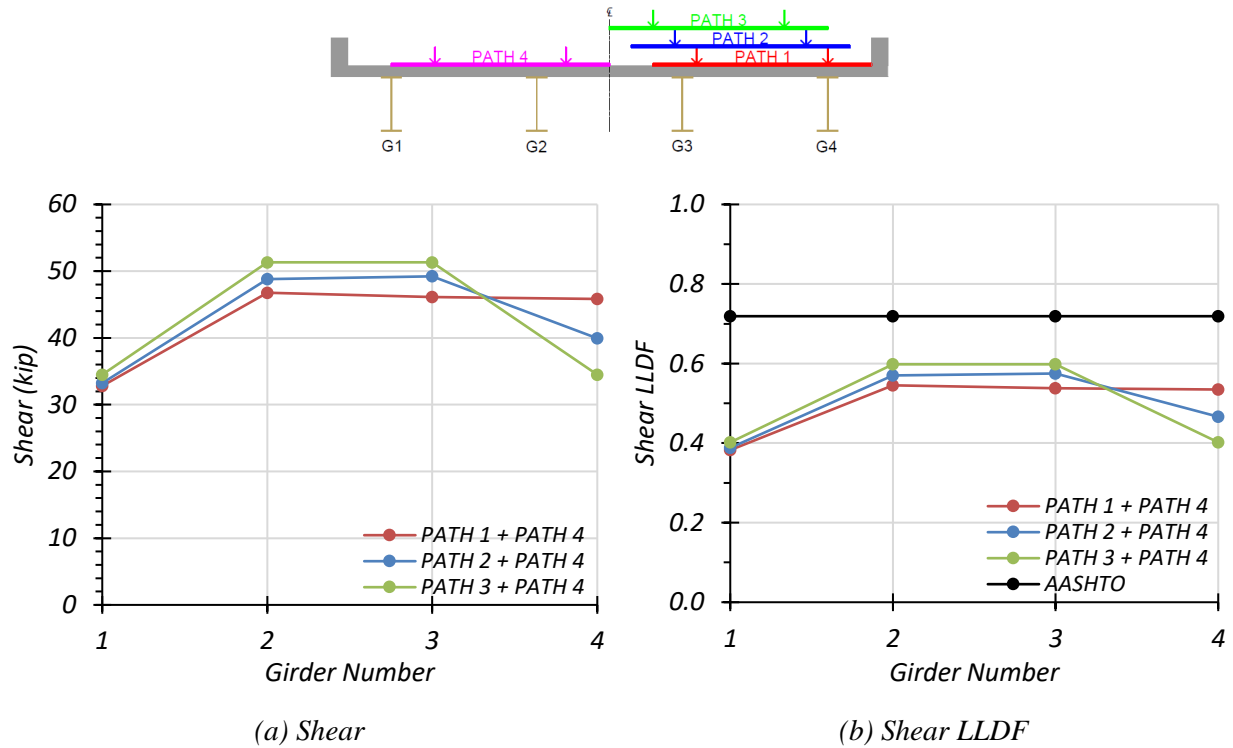 ℄
PATH 3
PATH 2
PATH 4
PATH 1
G1
G2
G3
G4
Shear (kip)
60
50
40
30
20
10
0
PATH 1 + PATH 4
PATH 2 + PATH 4
PATH 3 + PATH 4
1
2
3
4
Girder Number
(a) Shear
Shear LLDF
1.0
0.8
0.6
0.4
0.2
0.0
PATH 1 + PATH 4
PATH 2 + PATH 4
PATH 3 + PATH 4
AASHTO
1
2
3
4
Girder Number
(b) Shear LLDF